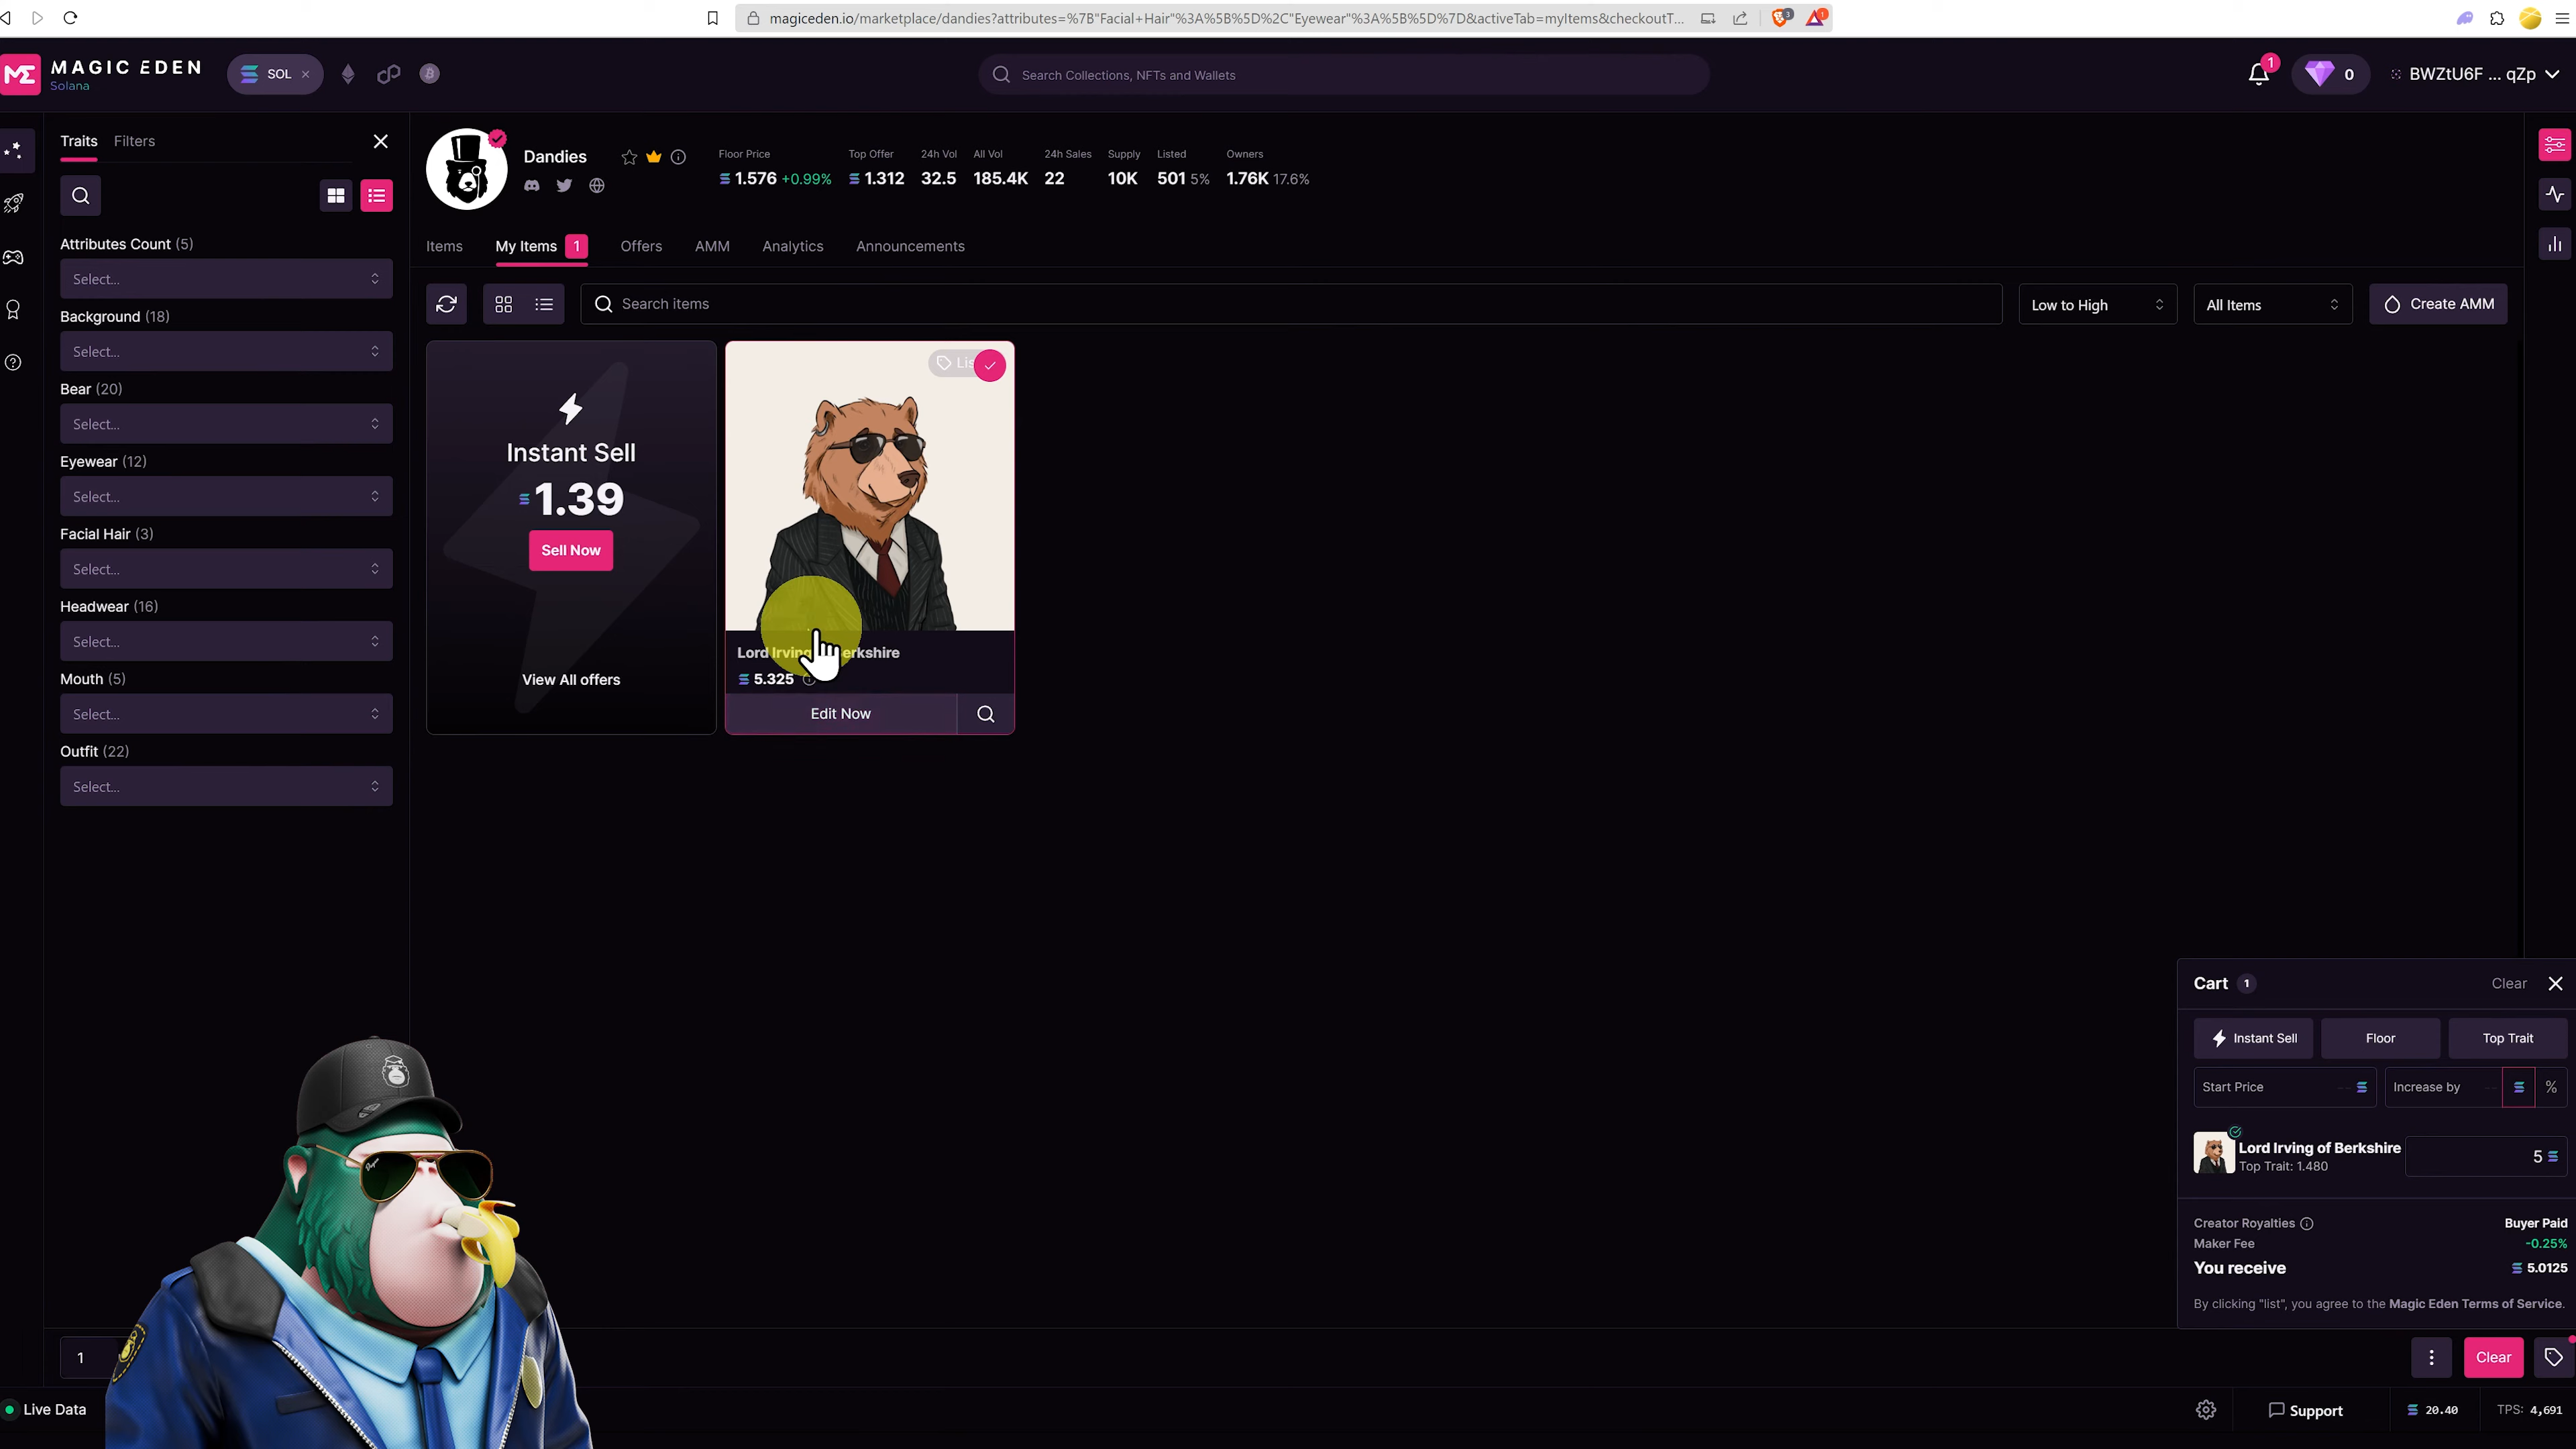 magiceden.io/marketplace/dandies?attributes=%7B"Facial+Hair"%3A%5B%5D%2C"Eyewear"%3A%5B%5D%7D&activeTab=myItems&checkoutT...
3
1
MAGIC EDEN
Solana
SOL
Search Collections, NFTs and Wallets
1
0
BWZtU6F ... qZp
Traits
Filters
Dandies
Floor Price
1.576 +0.99%
Top Offer
1.312
24h Vol
32.5
All Vol
185.4K
24h Sales
22
Supply
10K
Listed
501 5%
Owners
1.76K 17.6%
Items
My Items 1
Offers
AMM
Analytics
Announcements
Search items
Low to High
All Items
Create AMM
Attributes Count (5)
Select...
Background (18)
Select...
Bear (20)
Select...
Eyewear (12)
Select...
Facial Hair (3)
Select...
Headwear (16)
Select...
Mouth (5)
Select...
Outfit (22)
Select...
Instant Sell
1.39
Sell Now
View All offers
Lis
Lord Irving erkshire
5.325
Edit Now
Cart 1
Clear
Instant Sell
Floor
Top Trait
Start Price
Increase by
%
Lord Irving of Berkshire
Top Trait: 1.480
5
Creator Royalties
Buyer Paid
Maker Fee
-0.25%
You receive
5.0125
By clicking "list", you agree to the Magic Eden Terms of Service.
1
Clear
Live Data
Support
20.40
TPS: 4,691